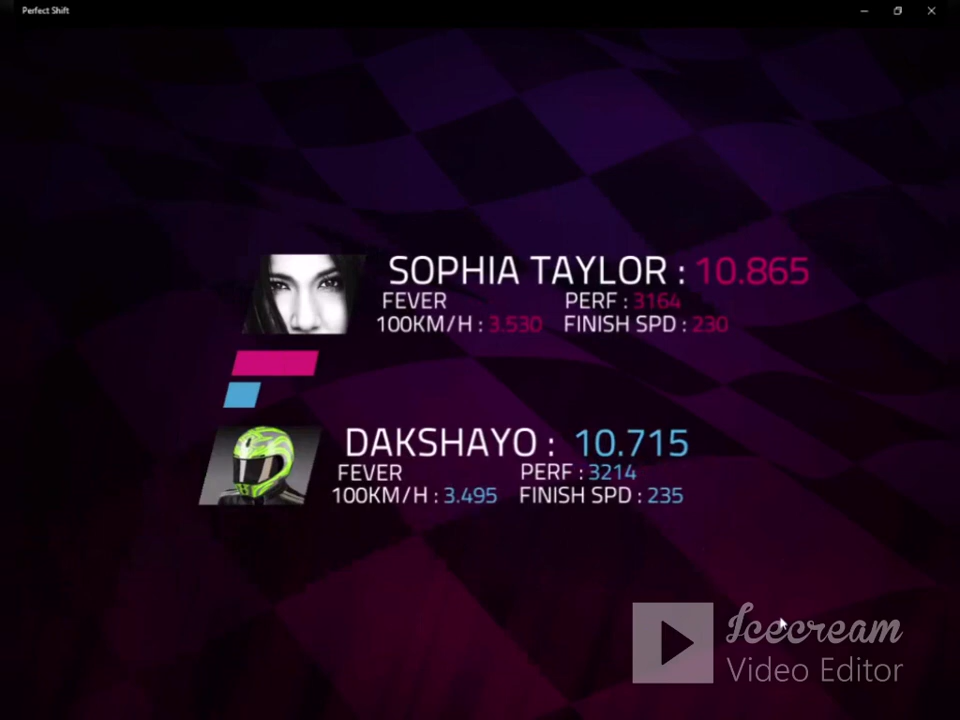 Perfect Shift
SOPHIA TAYLOR : 10.865
FEVER PERF : 3164
100KM/H : 3.530 FINISH SPD : 230
DAKSHAYO : 10.715
FEVER PERF : 3214
100KM/H : 3.495 FINISH SPD : 235
Icecream
Video Editor